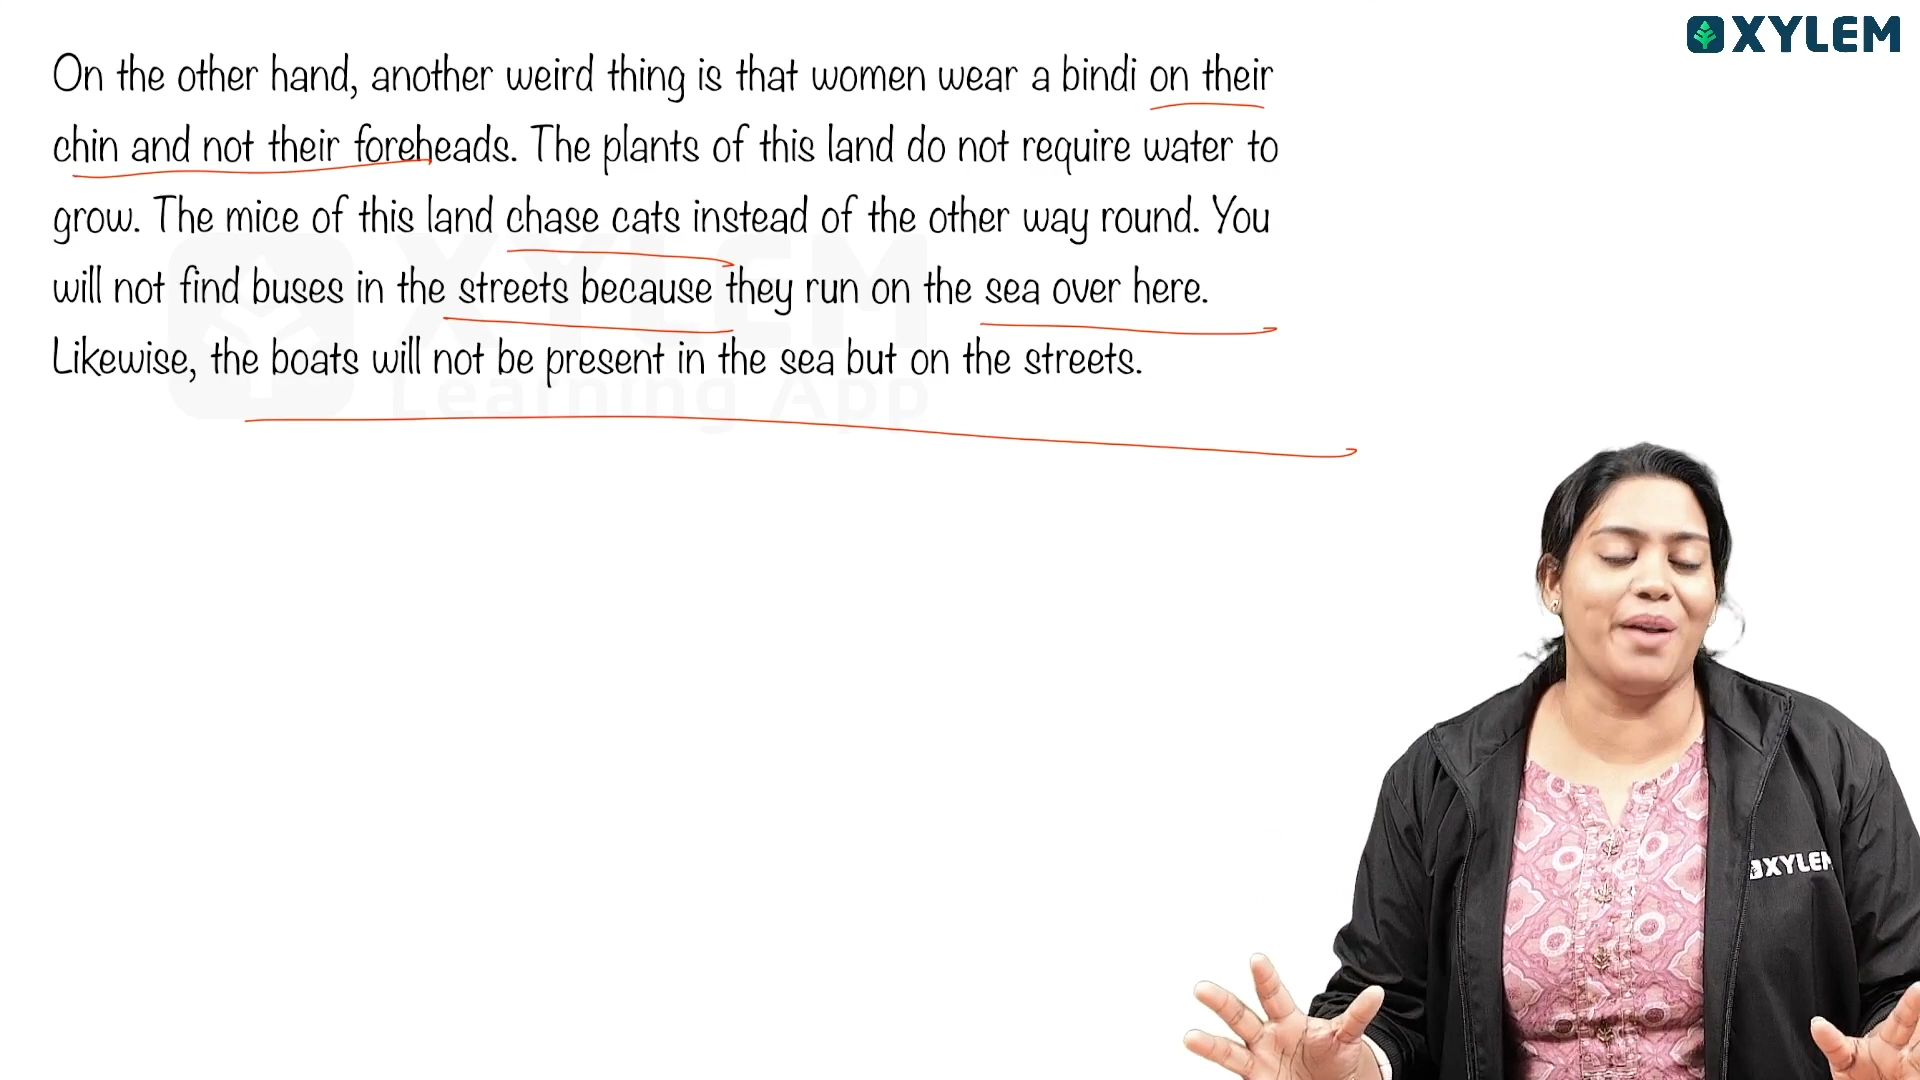 XYLEM
On the other hand, another weird thing is that women wear a bindi on their
chin and not their foreheads. The plants of this land do not require water to
grow. The mice of this land chase cats instead of the other way round. You
will not find buses in the streets because they run on the sea over here.
Likewise, the boats will not be present in the sea but on the streets.
XYLEM
Learning App
XYLEM